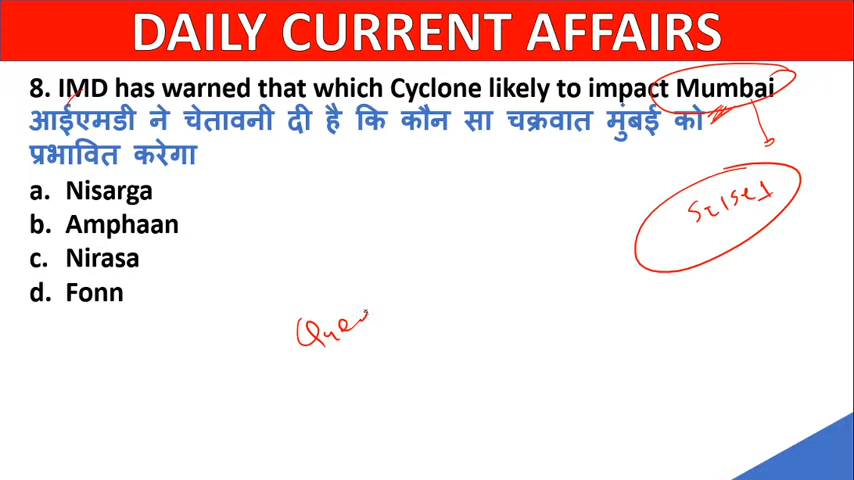 DAILY CURRENT AFFAIRS
8. IMD has warned that which Cyclone likely to impact Mumbai
आईएमडी ने चेतावनी दी है कि कौन सा चक्रवात मुंबई को
प्रभावित करेगा
a. Nisarga
b. Amphaan
c. Nirasa
d. Fonn